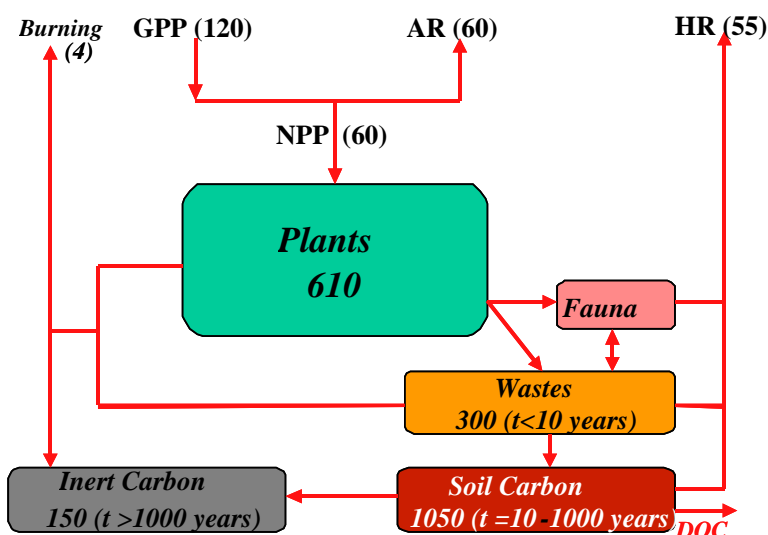 Burning
(4)
GPP (120)
AR (60)
HR (55)
NPP (60)
Plants
610
Fauna
Wastes
300 (t<10 years)
Inert Carbon
150 (t >1000 years)
Soil Carbon
1050 (t =10 -1000 years
DOC